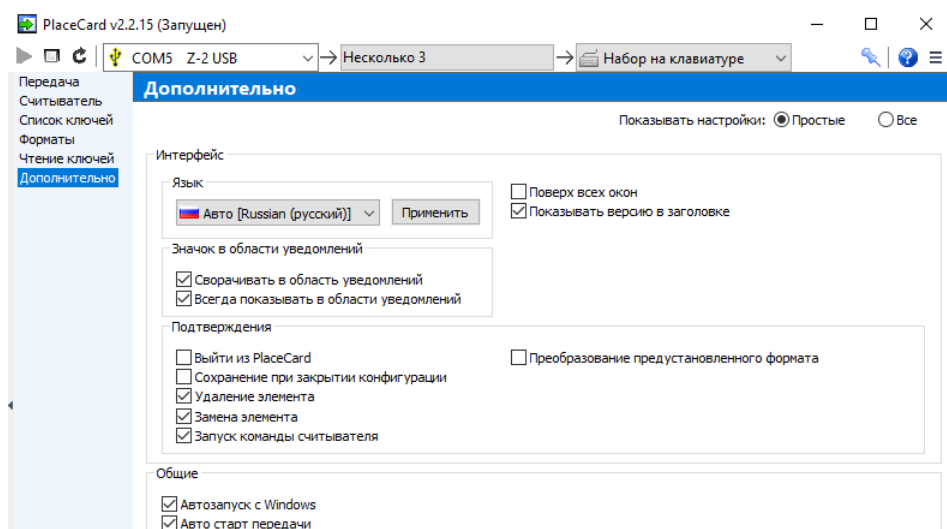 PlaceCard v2.2.15 (Запущен)
COM5 Z-2 USB
Несколько 3
Набор на клавиатуре
Передача
Считыватель
Список ключей
Форматы
Чтение ключей
Дополнительно
Дополнительно
Показывать настройки: Простые Все
Интерфейс
Язык
Авто [Russian (русский)] Применить
Поверх всех окон
Показывать версию в заголовке
Значок в области уведомлений
Сворачивать в область уведомлений
Всегда показывать в области уведомлений
Подтверждения
Выйти из PlaceCard
Сохранение при закрытии конфигурации
Удаление элемента
Замена элемента
Запуск команды считывателя
Преобразование предустановленного формата
Общие
Автозапуск с Windows
Авто старт передачи